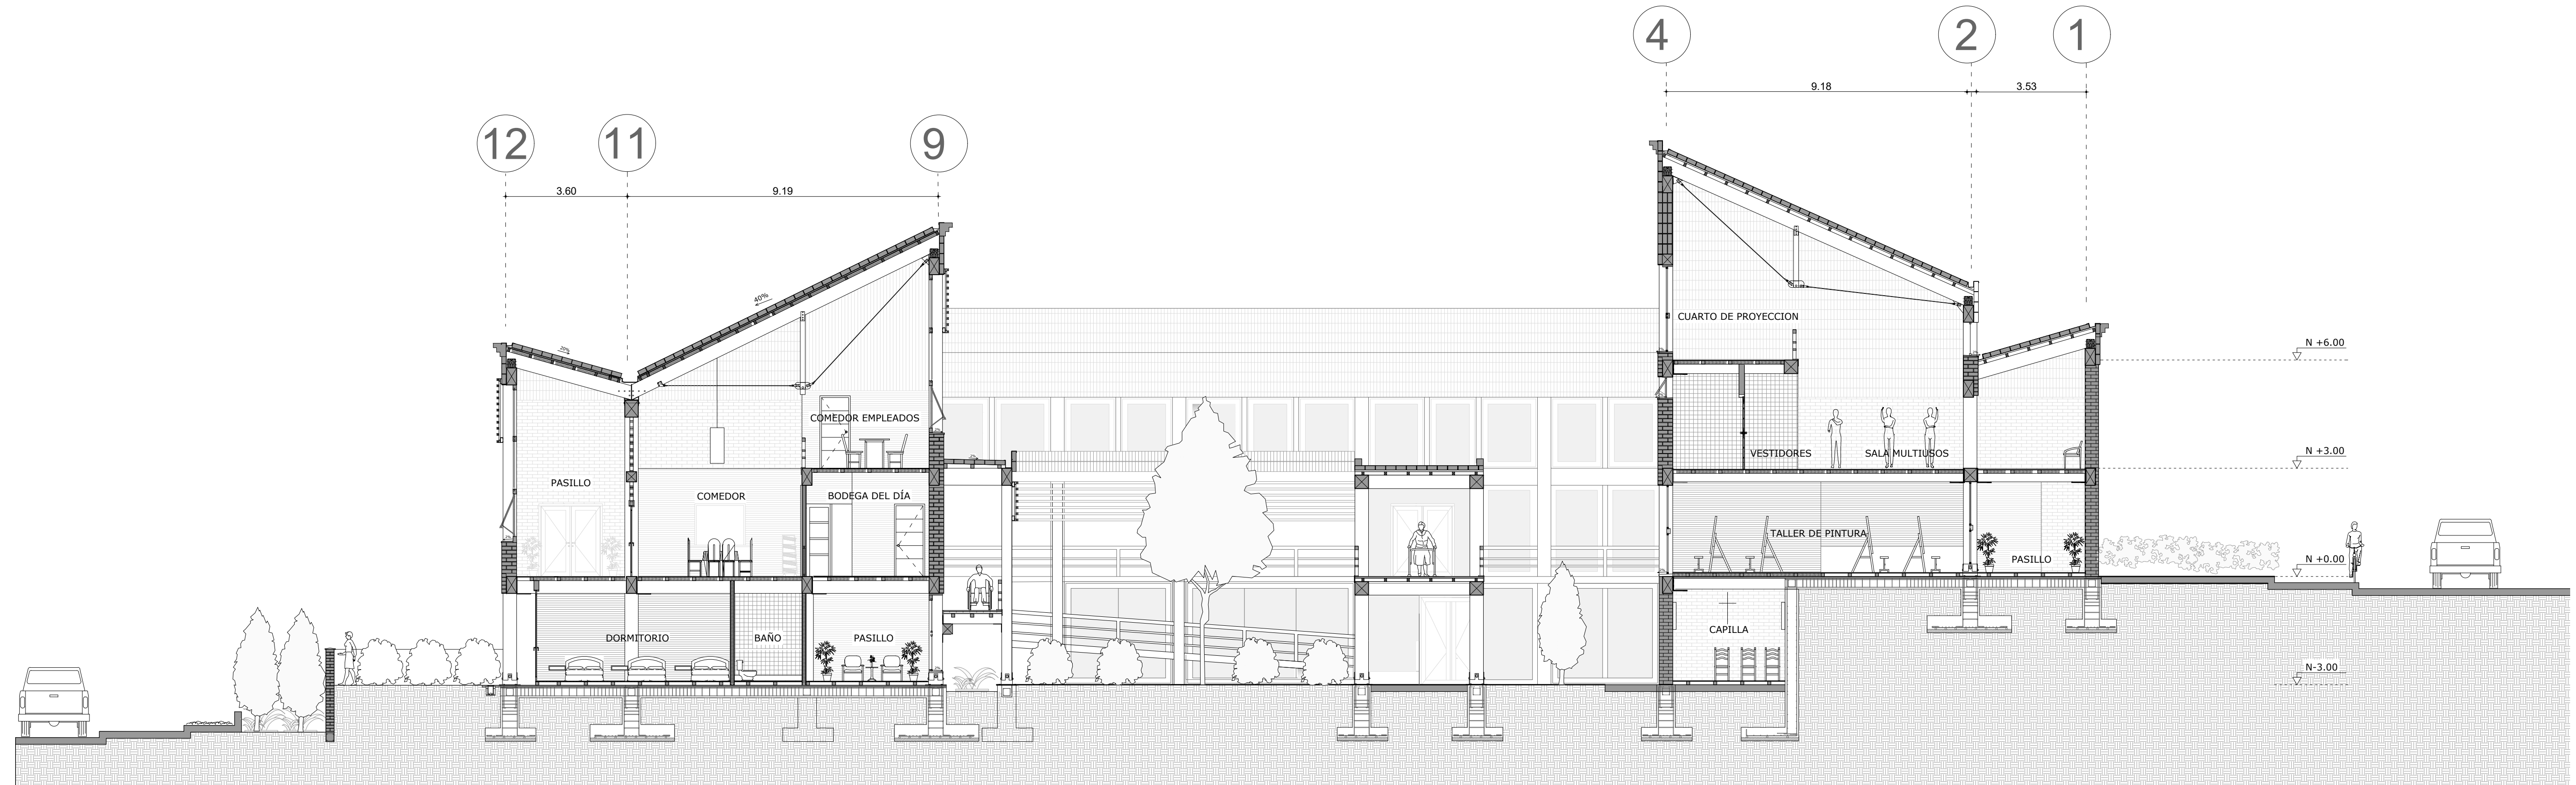 4
2
1
9.18
3.53
12
11
9
3.60
9.19
40%
20%
CUARTO DE PROYECCION
N +6.00
COMEDOR EMPLEADOS
VESTIDORES
SALA MULTIUSOS
N +3.00
PASILLO
COMEDOR
BODEGA DEL DÍA
TALLER DE PINTURA
PASILLO
N +0.00
DORMITORIO
BAÑO
PASILLO
CAPILLA
N-3.00